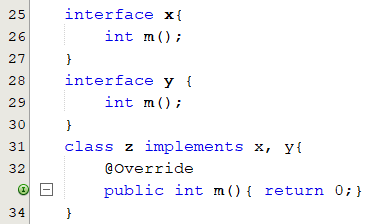 25 interface x{
26 int m();
27 }
28 interface y {
29 int m();
30 }
31 class z implements x, y{
32 @Override
public int m(){ return 0;}
34 }